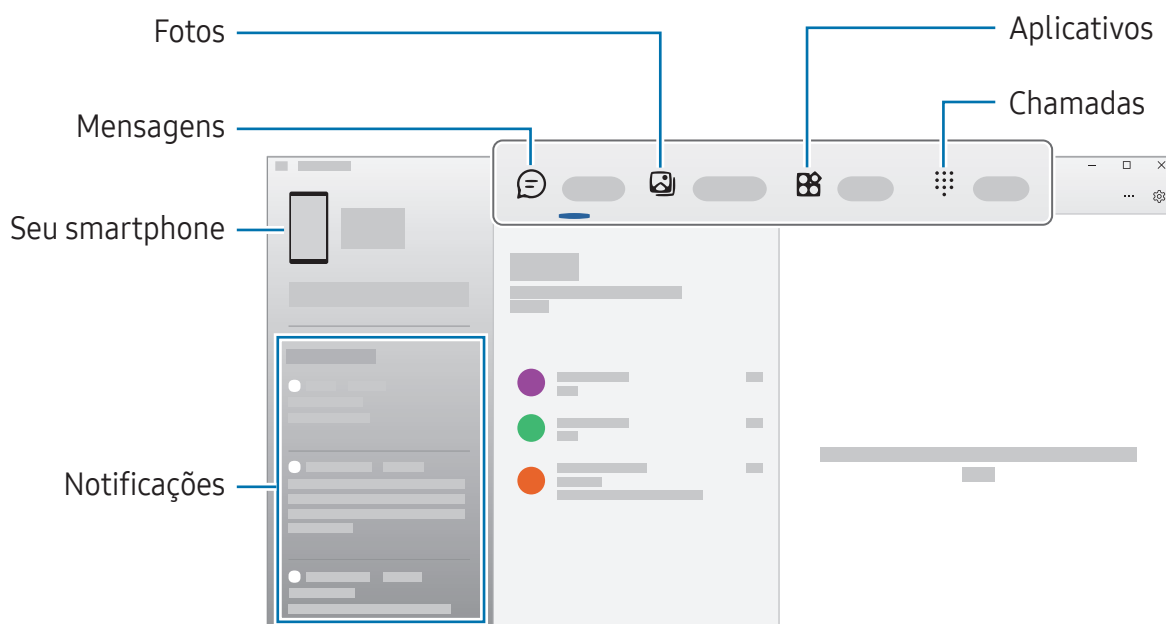 Fotos
Aplicativos
Chamadas
Mensagens
Seu smartphone
Notificações